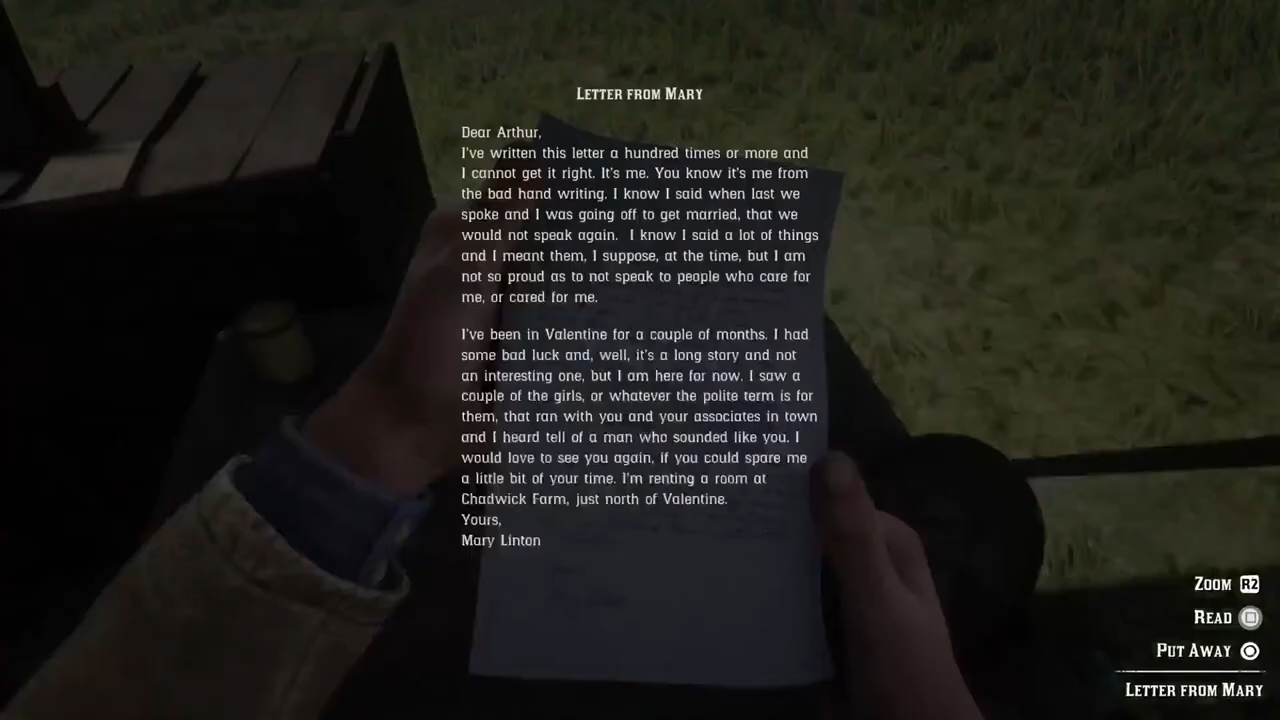 Letter from Mary
Dear Arthur,
I've written this letter a hundred times or more and
I cannot get it right. It's me. You know it's me from
the bad hand writing. I know I said when last we
spoke and I was going off to get married, that we
would not speak again.  I know I said a lot of things
and I meant them, I suppose, at the time, but I am
not so proud as to not speak to people who care for
me, or cared for me.
I've been in Valentine for a couple of months. I had
some bad luck and, well, it's a long story and not
an interesting one, but I am here for now. I saw a
couple of the girls, or whatever the polite term is for
them, that ran with you and your associates in town
and I heard tell of a man who sounded like you. I
would love to see you again, if you could spare me
a little bit of your time. I'm renting a room at
Chadwick Farm, just north of Valentine.
Yours,
Mary Linton
Zoom R2
Read
Put Away
Letter from Mary